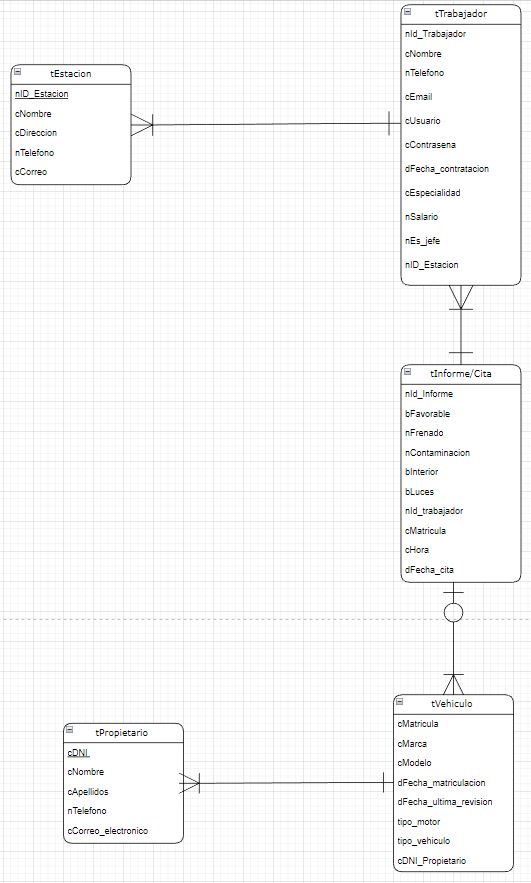 tTrabajador
nId_Trabajador
cNombre
nTelefono
cEmail
cUsuario
cContrasena
dFecha_contratacion
cEspecialidad
nSalario
nEs_jefe
nID_Estacion
tEstacion
nID_Estacion
cNombre
cDireccion
nTelefono
cCorreo
tInforme/Cita
nId_Informe
bFavorable
nFrenado
nContaminacion
bInterior
bLuces
nId_trabajador
cMatricula
cHora
dFecha_cita
tVehiculo
cMatricula
cMarca
cModelo
dFecha_matriculacion
dFecha_ultima_revision
tipo_motor
tipo_vehiculo
cDNI_Propietario
tPropietario
cDNI
cNombre
cApellidos
nTelefono
cCorreo_electronico